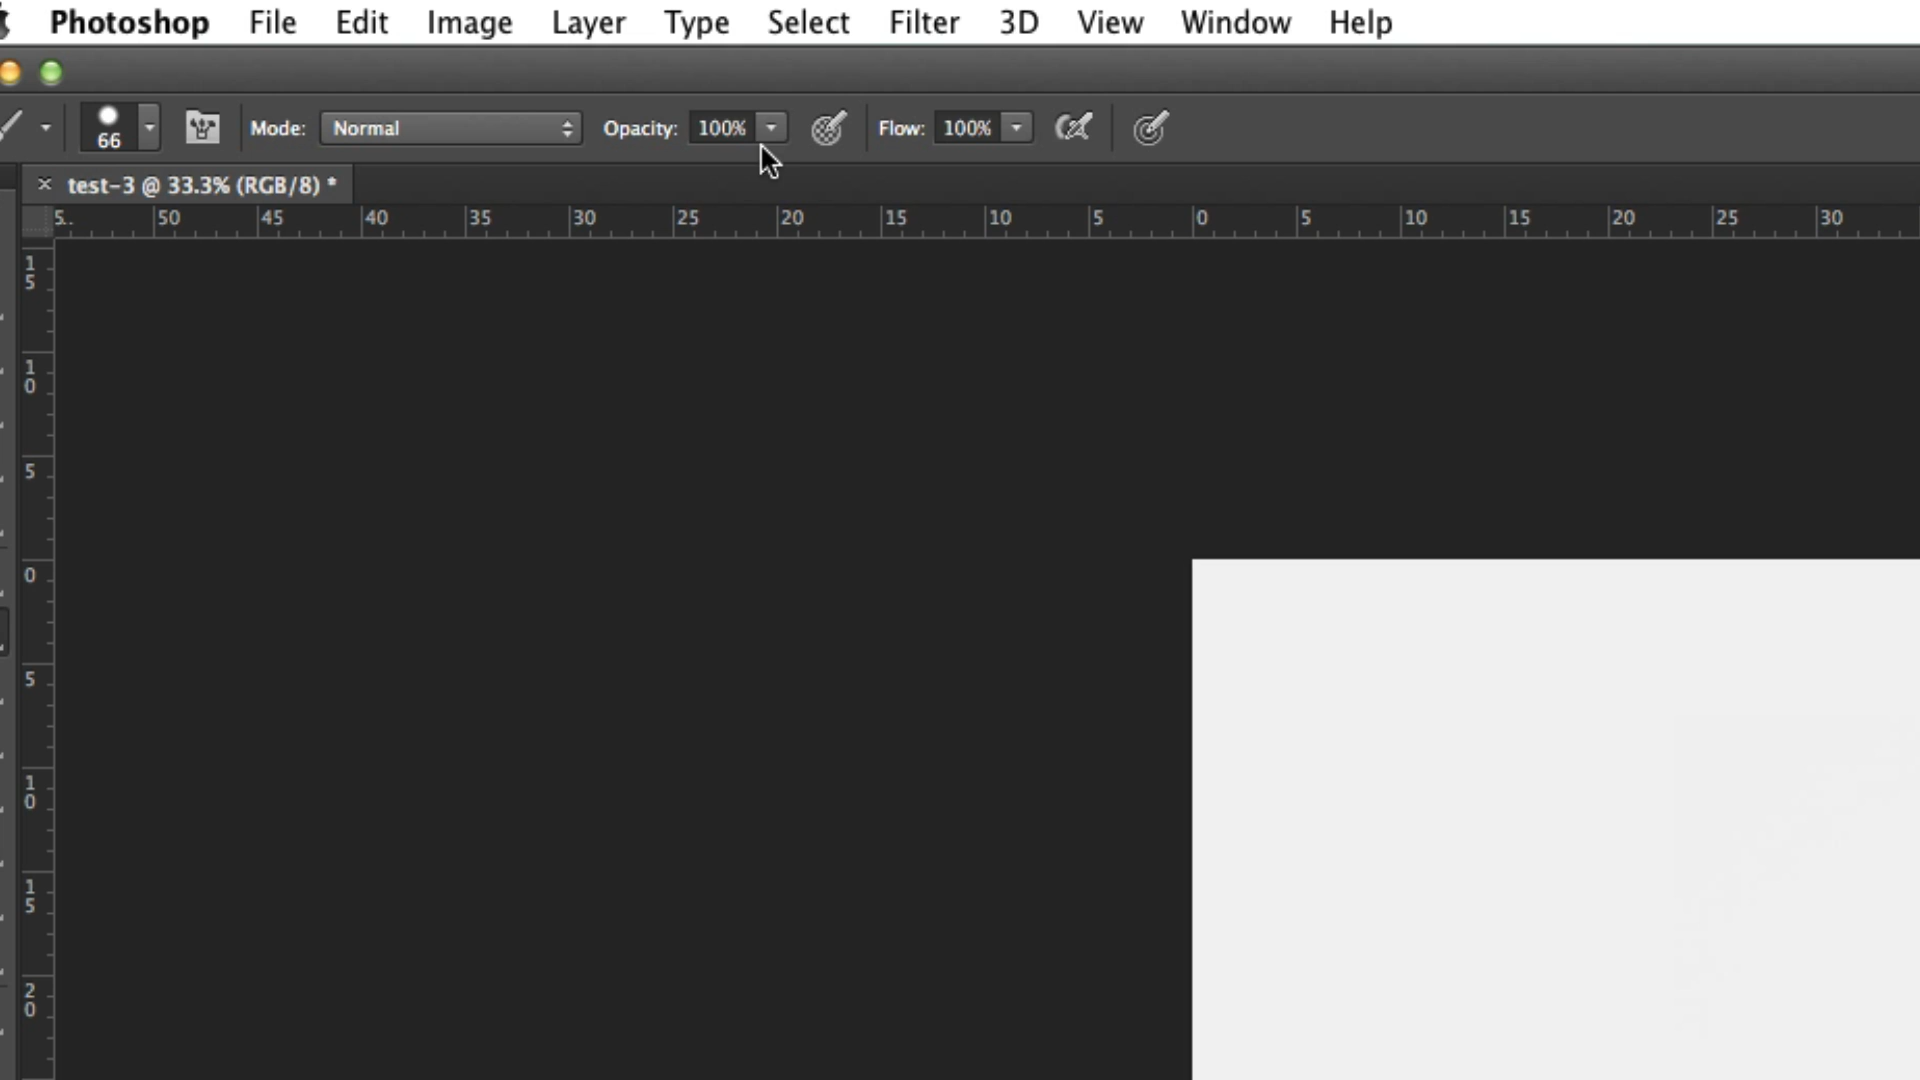 Photoshop File Edit Image Layer Type Select Filter 3D View Window Help
66 Mode: Normal Opacity: 100% Flow: 100%
× test-3 @ 33.3% (RGB/8) *
5.. 50 45 40 35 30 25 20 15 10 5 0 5 10 15 20 25 30
15
10
5
0
5
10
15
20